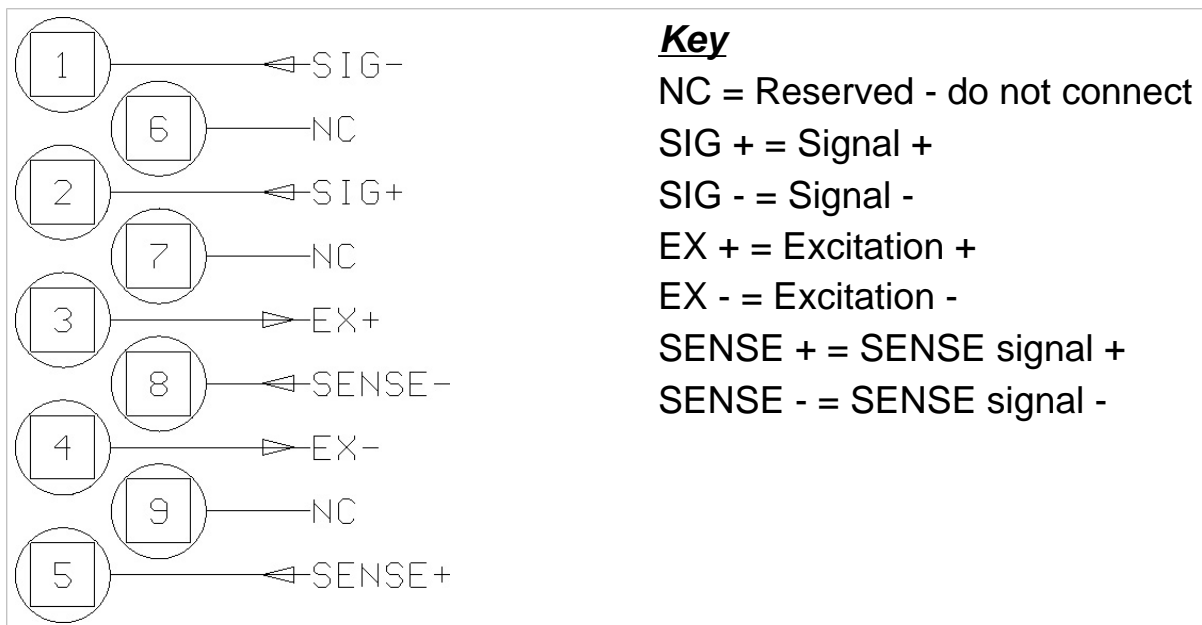 1 SIG-
6 NC
2 SIG+
7 NC
3 EX+
8 SENSE-
4 EX-
9 NC
5 SENSE+
Key
NC = Reserved - do not connect
SIG + = Signal +
SIG - = Signal -
EX + = Excitation +
EX - = Excitation -
SENSE + = SENSE signal +
SENSE - = SENSE signal -